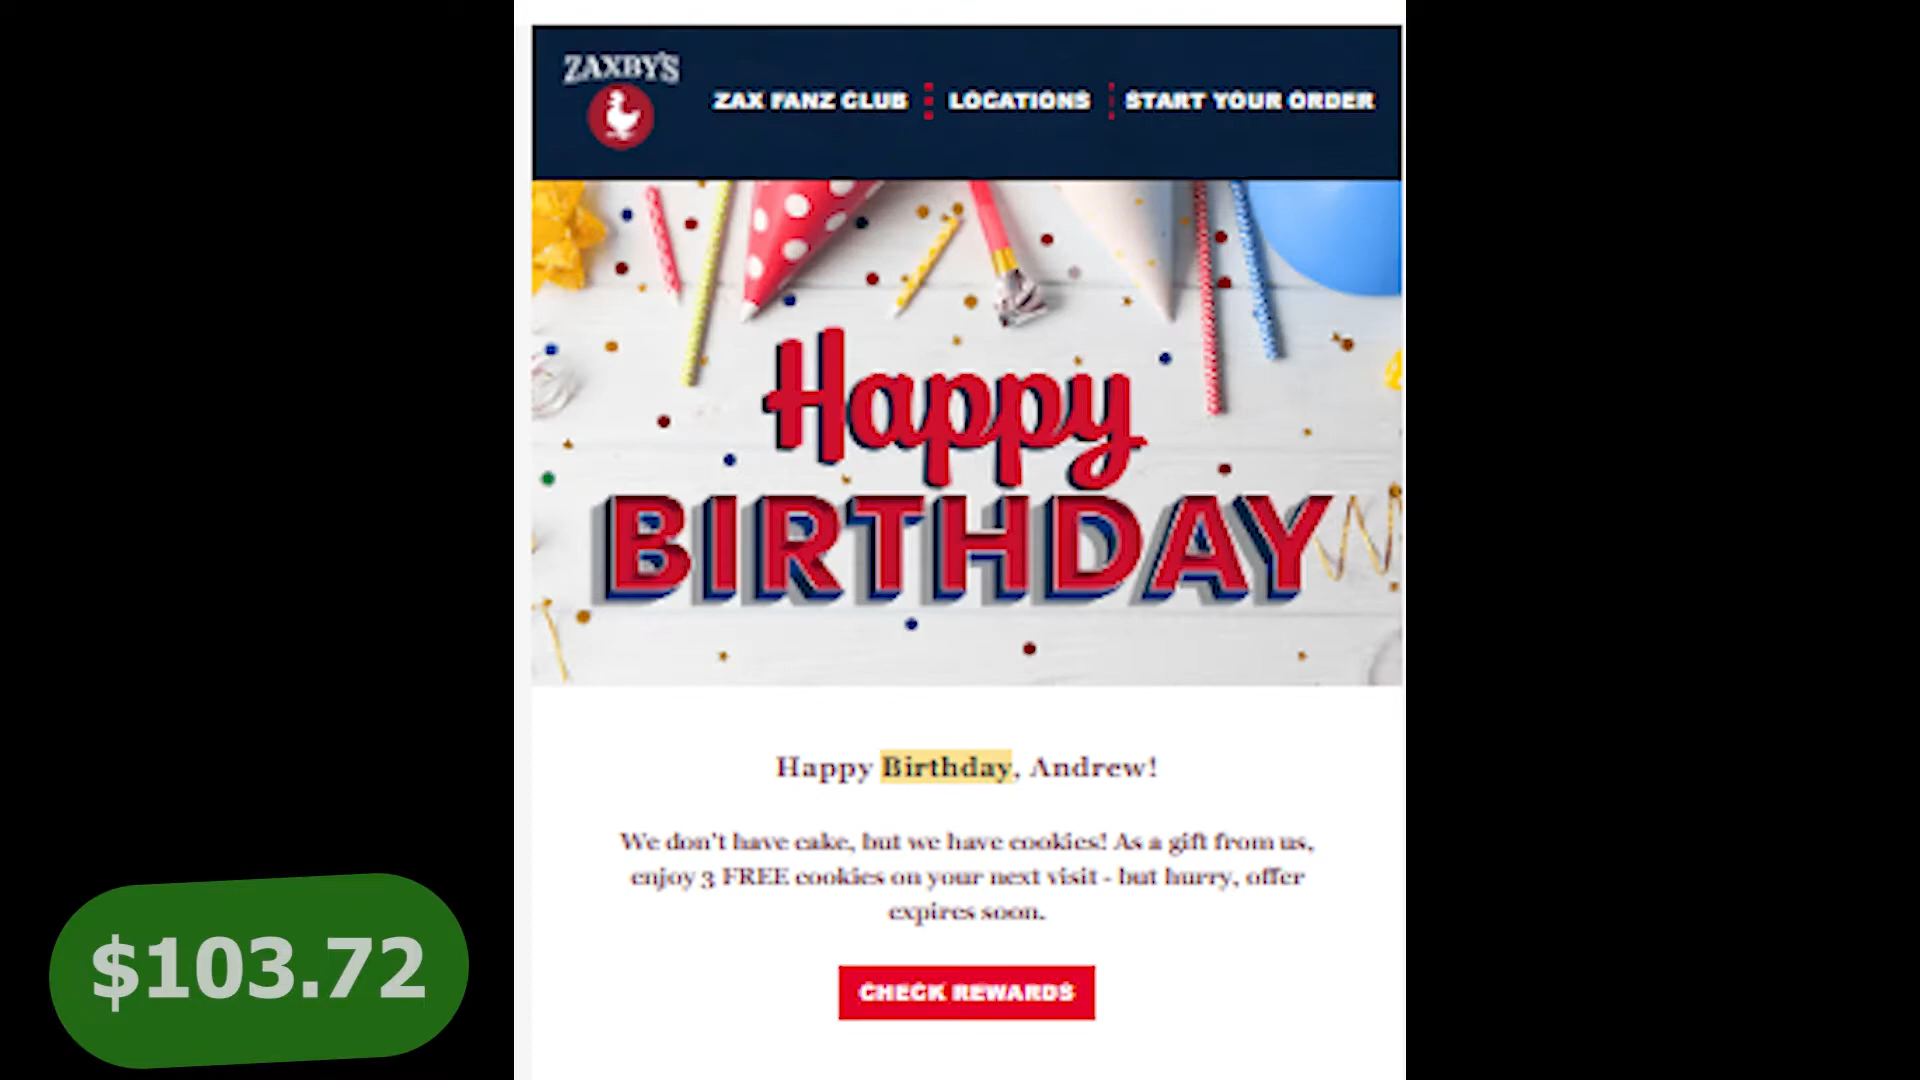 ZAXBY'S
ZAX FANZ CLUB
LOCATIONS
START YOUR ORDER
Happy
BIRTHDAY
Happy Birthday, Andrew!
We don't have cake, but we have cookies! As a gift from us,
enjoy 3 FREE cookies on your next visit - but hurry, offer
expires soon.
CHECK REWARDS
$103.72